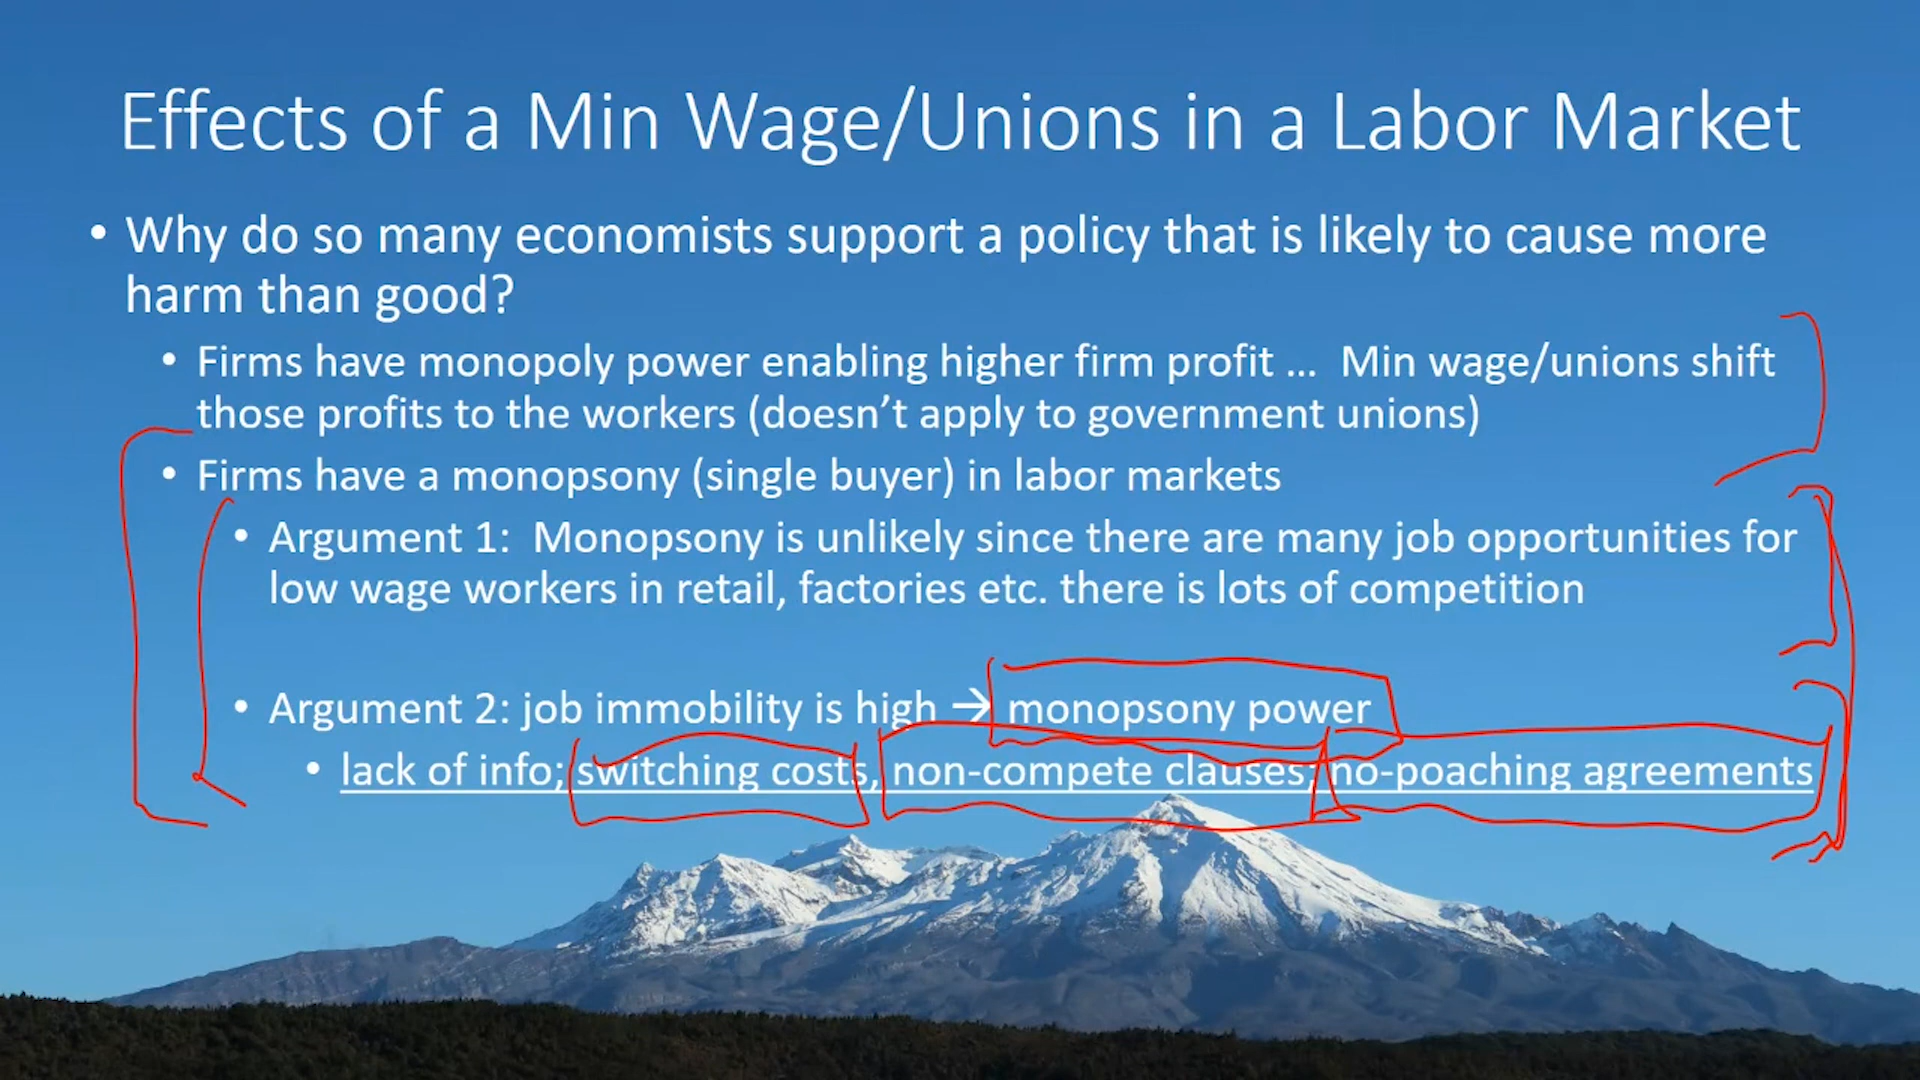 Effects of a Min Wage/Unions in a Labor Market
• Why do so many economists support a policy that is likely to cause more
harm than good?
• Firms have monopoly power enabling higher firm profit ... Min wage/unions shift
those profits to the workers (doesn't apply to government unions)
• Firms have a monopsony (single buyer) in labor markets
• Argument 1: Monopsony is unlikely since there are many job opportunities for
low wage workers in retail, factories etc. there is lots of competition
• Argument 2: job immobility is high → monopsony power
• lack of info; switching costs, non-compete clauses; no-poaching agreements